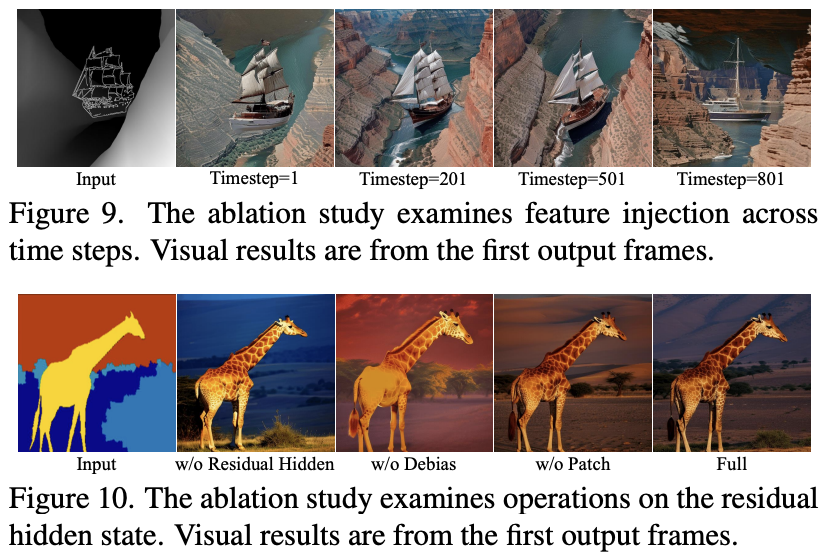 Input Timestep=1 Timestep=201 Timestep=501 Timestep=801
Figure 9. The ablation study examines feature injection across
time steps. Visual results are from the first output frames.
Input w/o Residual Hidden w/o Debias w/o Patch Full
Figure 10. The ablation study examines operations on the residual
hidden state. Visual results are from the first output frames.